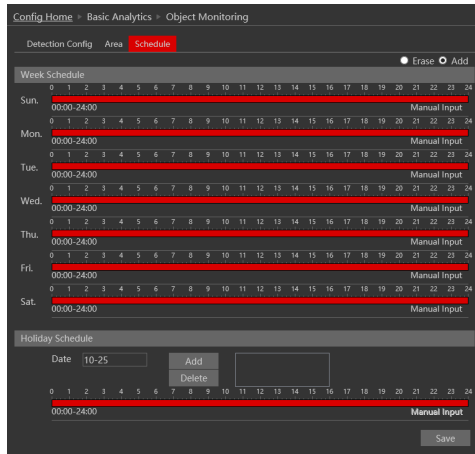 Config Home ▸ Basic Analytics ▸ Object Monitoring
Detection Config Area Schedule
Erase Add
Week Schedule
0 1 2 3 4 5 6 7 8 9 10 11 12 13 14 15 16 17 18 19 20 21 22 23 24
Sun.
00:00-24:00 Manual Input
0 1 2 3 4 5 6 7 8 9 10 11 12 13 14 15 16 17 18 19 20 21 22 23 24
Mon.
00:00-24:00 Manual Input
0 1 2 3 4 5 6 7 8 9 10 11 12 13 14 15 16 17 18 19 20 21 22 23 24
Tue.
00:00-24:00 Manual Input
0 1 2 3 4 5 6 7 8 9 10 11 12 13 14 15 16 17 18 19 20 21 22 23 24
Wed.
00:00-24:00 Manual Input
0 1 2 3 4 5 6 7 8 9 10 11 12 13 14 15 16 17 18 19 20 21 22 23 24
Thu.
00:00-24:00 Manual Input
0 1 2 3 4 5 6 7 8 9 10 11 12 13 14 15 16 17 18 19 20 21 22 23 24
Fri.
00:00-24:00 Manual Input
0 1 2 3 4 5 6 7 8 9 10 11 12 13 14 15 16 17 18 19 20 21 22 23 24
Sat.
00:00-24:00 Manual Input
Holiday Schedule
Date 10-25 Add
Delete
0 1 2 3 4 5 6 7 8 9 10 11 12 13 14 15 16 17 18 19 20 21 22 23 24
00:00-24:00 Manual Input
Save